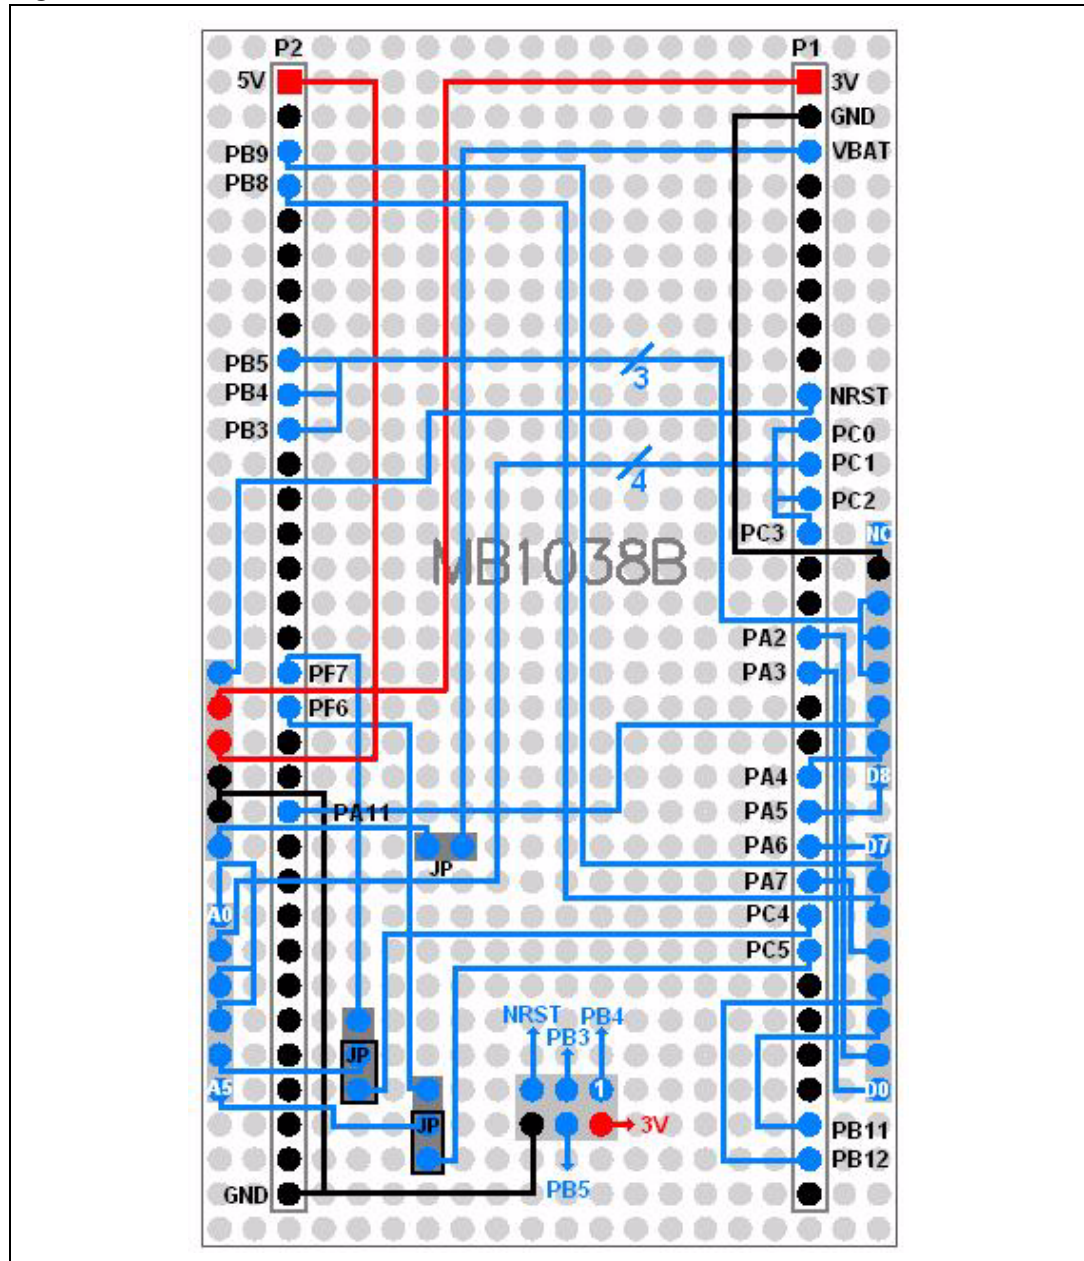 P2 P1
5V 3V
GND
PB9 VBAT
PB8
PB5
3
PB4 NRST
PB3 PC0
PC1
4
PC2
PC3 NC
MB1038B
PA2
PF7 PA3
PF6
PA4 D8
PA11 PA5
PA6 D7
JP
PA7
A0 PC4
PC5
NRST PB4
PB3
JP
A5 1 D0
JP 3V PB11
PB12
GND PB5